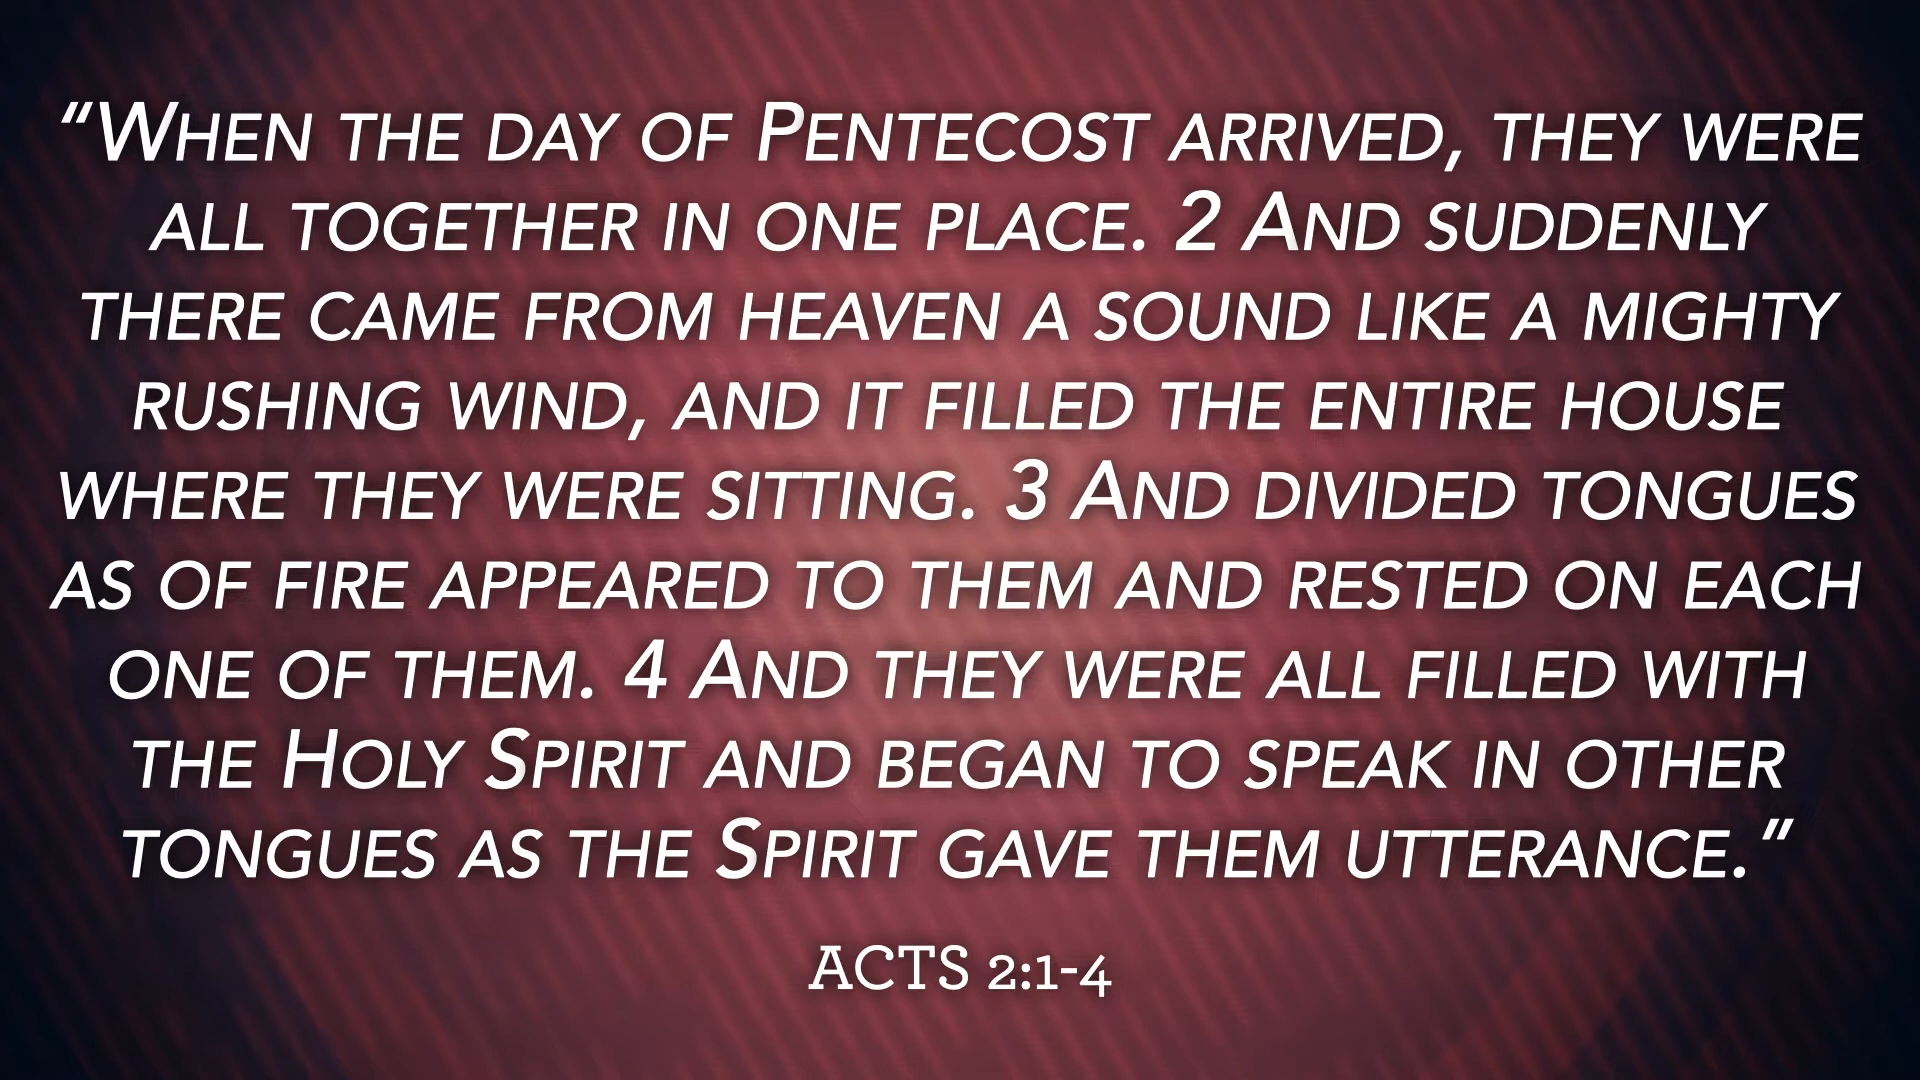 “When the day of Pentecost arrived, they were
all together in one place. 2 And suddenly
there came from heaven a sound like a mighty
rushing wind, and it filled the entire house
where they were sitting. 3 And divided tongues
as of fire appeared to them and rested on each
one of them. 4 And they were all filled with
the Holy Spirit and began to speak in other
tongues as the Spirit gave them utterance.”
ACTS 2:1-4